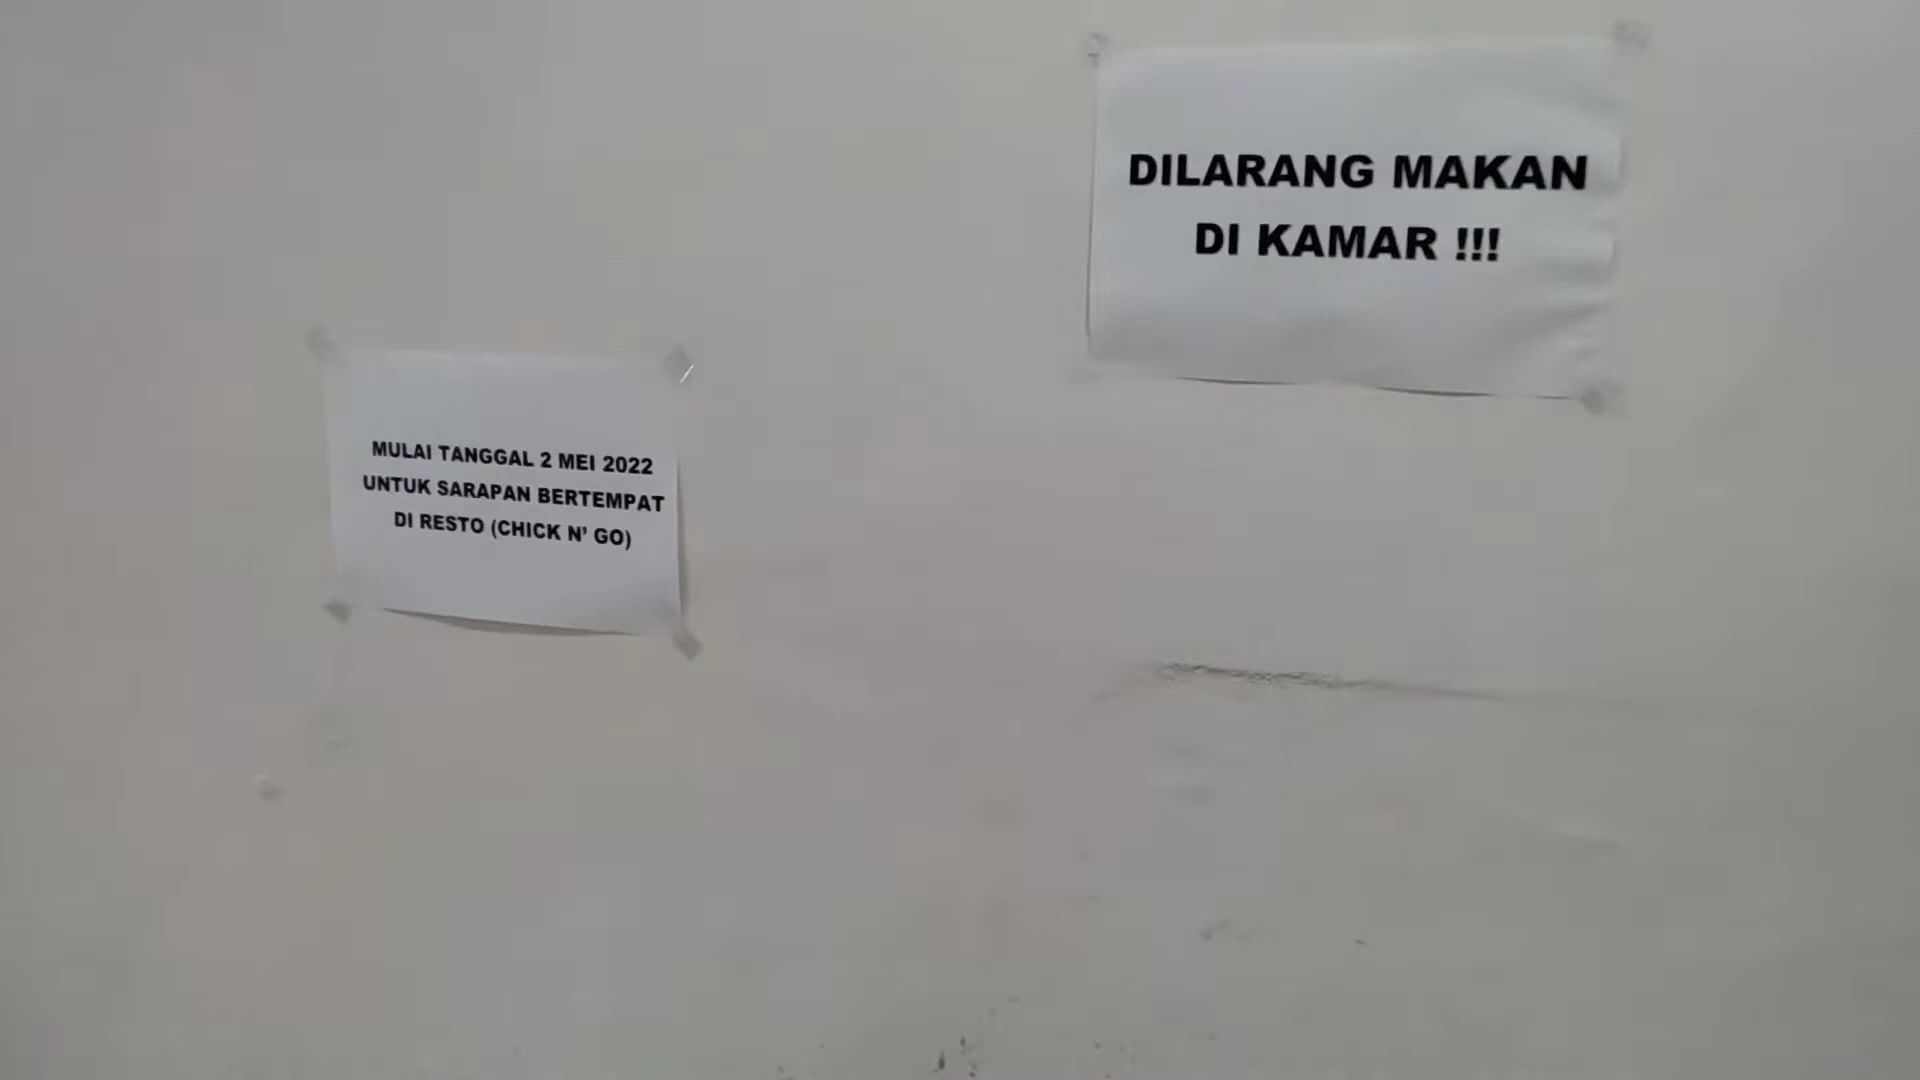 DILARANG MAKAN
DI KAMAR !!!
MULAI TANGGAL 2 MEI 2022
UNTUK SARAPAN BERTEMPAT
DI RESTO (CHICK N' GO)